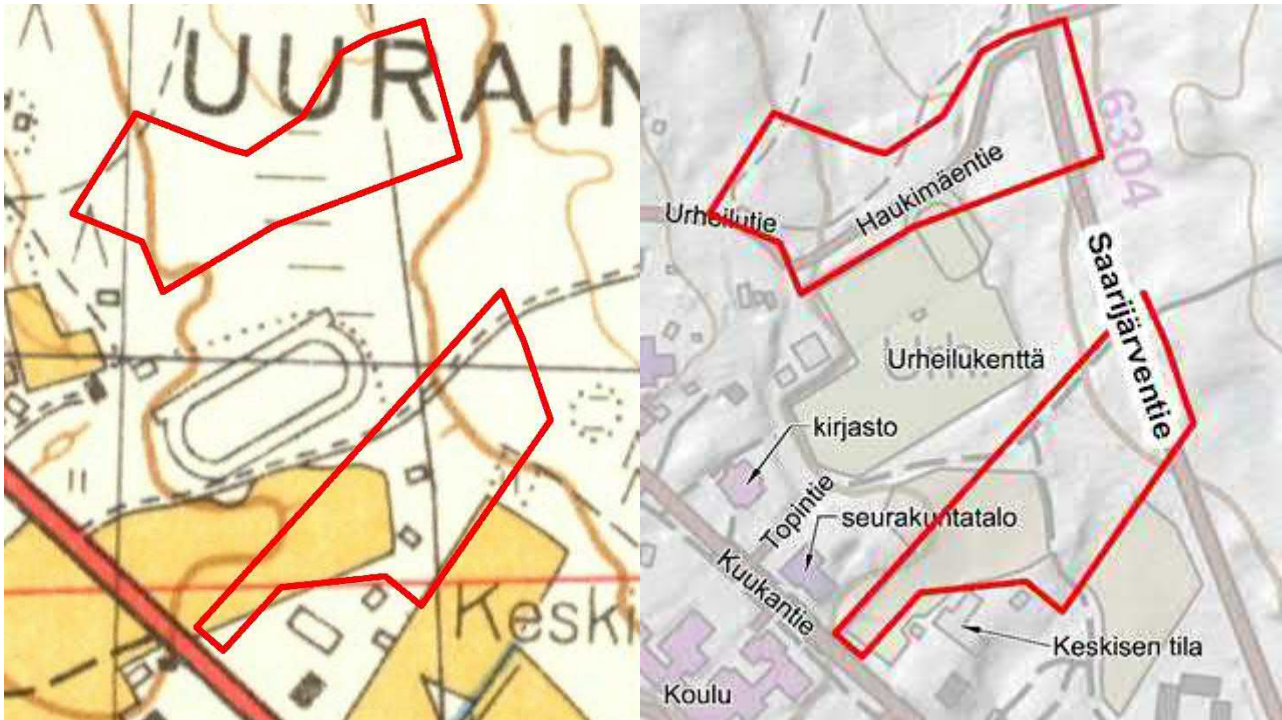 UURAIN
Keski
6304
Urheilutie
Haukimäentie
Saarijärventie
Urheilukenttä
Urh.
kirjasto
Topintie
seurakuntatalo
Kuukantie
Keskisen tila
Koulu